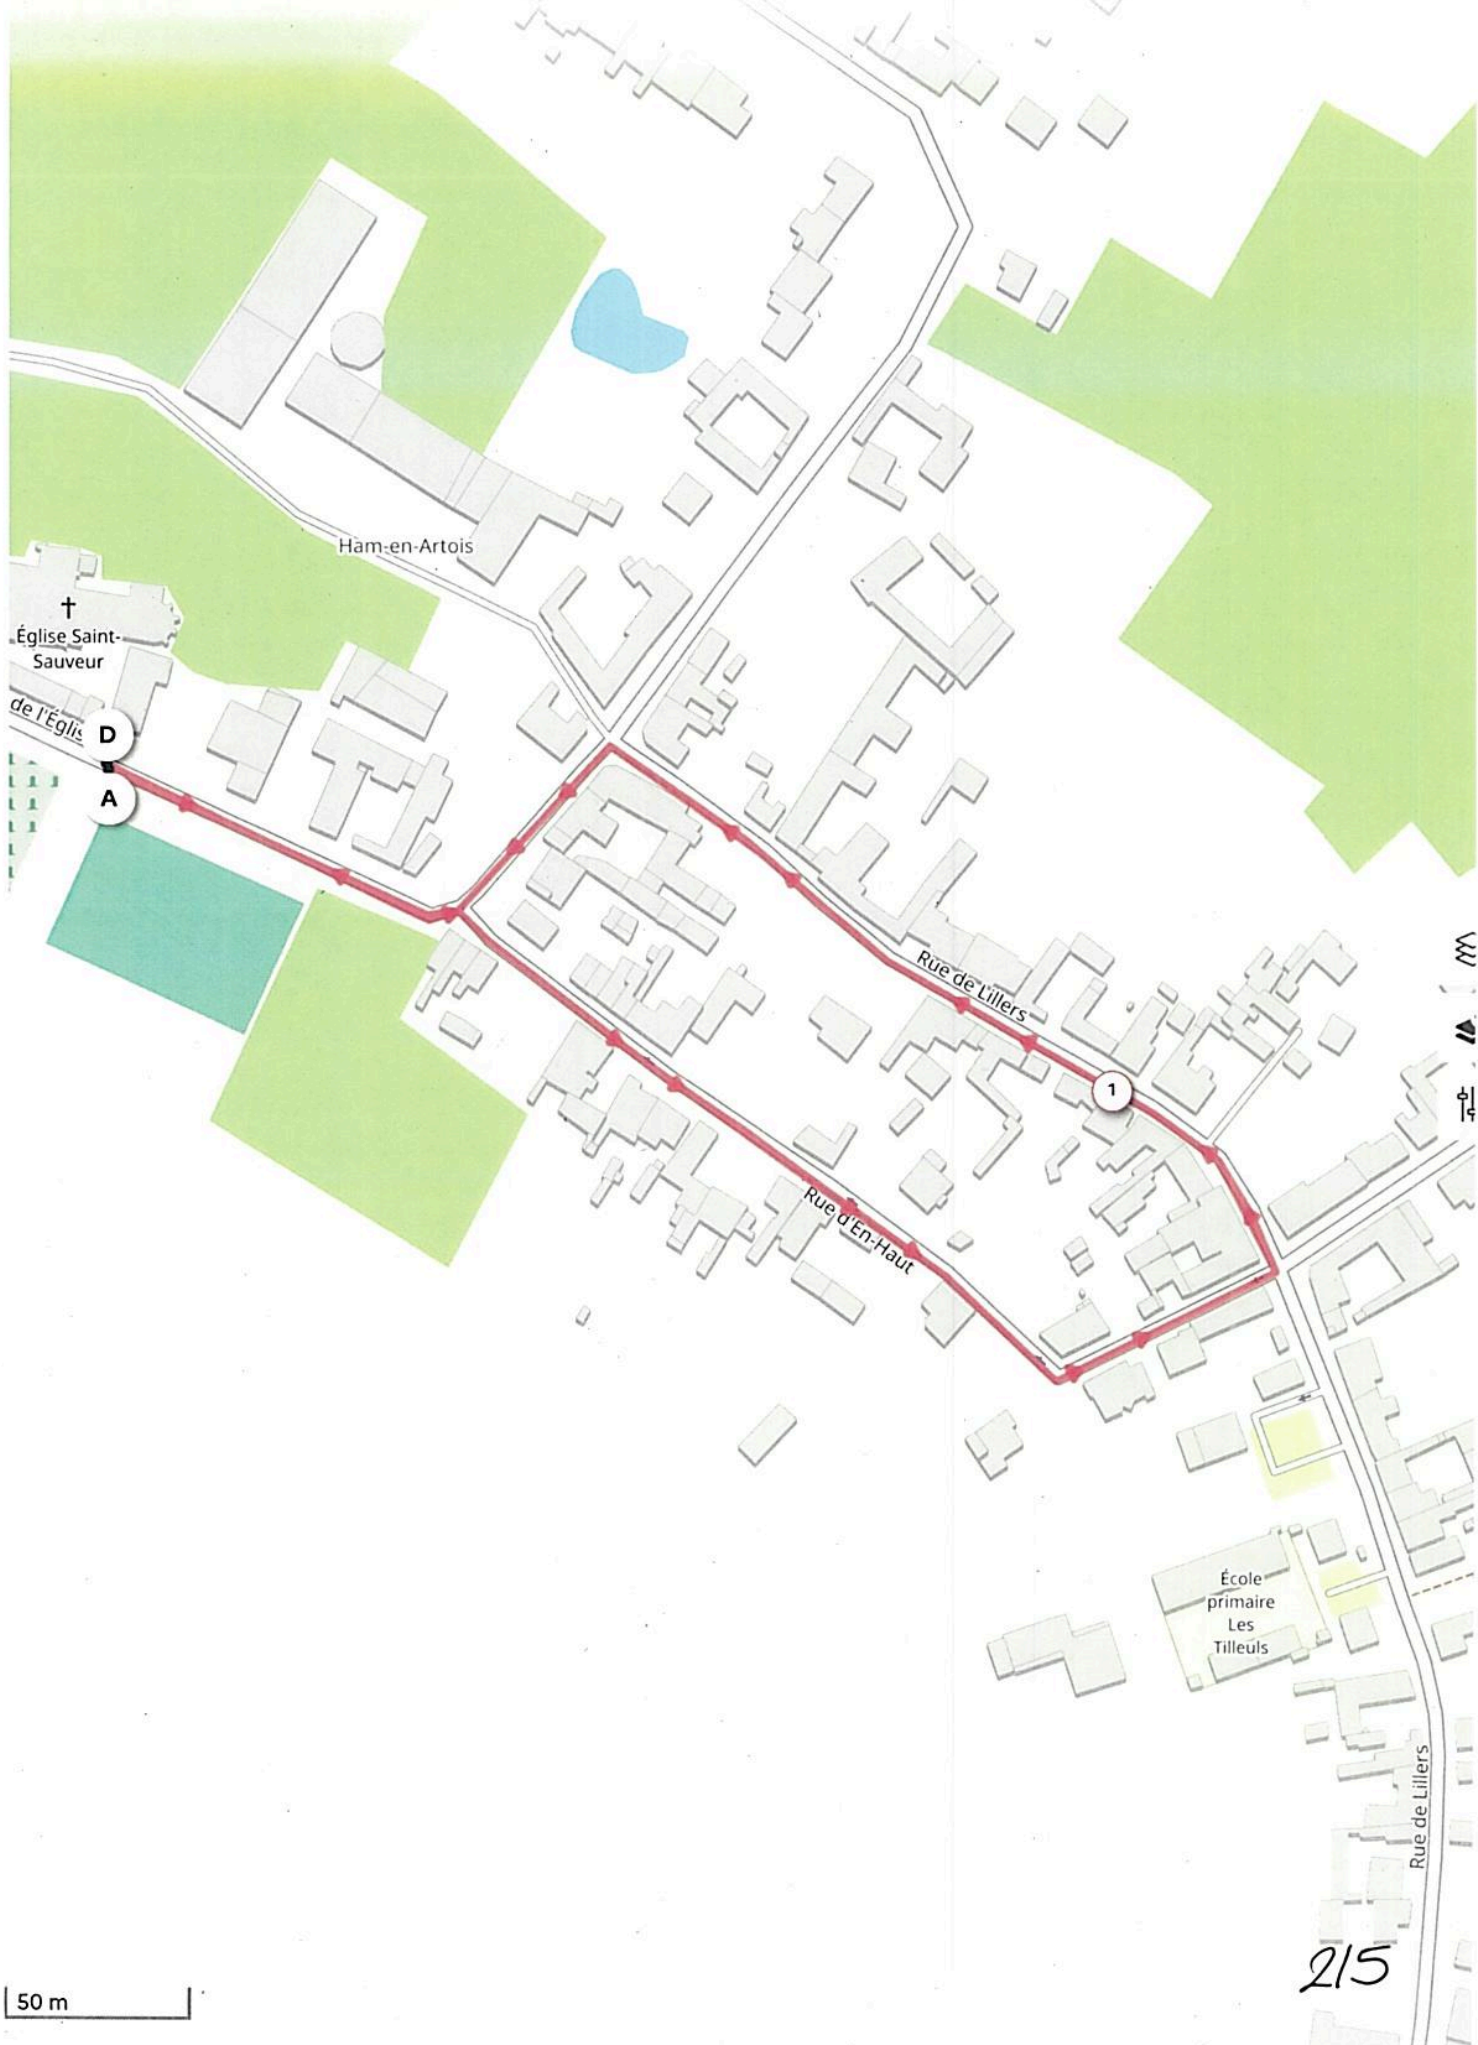 Ham-en-Artois
Église Saint-
Sauveur
de l'Églis
D
A
Rue de Lillers
1
Rue d'En-Haut
École
primaire
Les
Tilleuls
Rue de Lillers
215
50 m